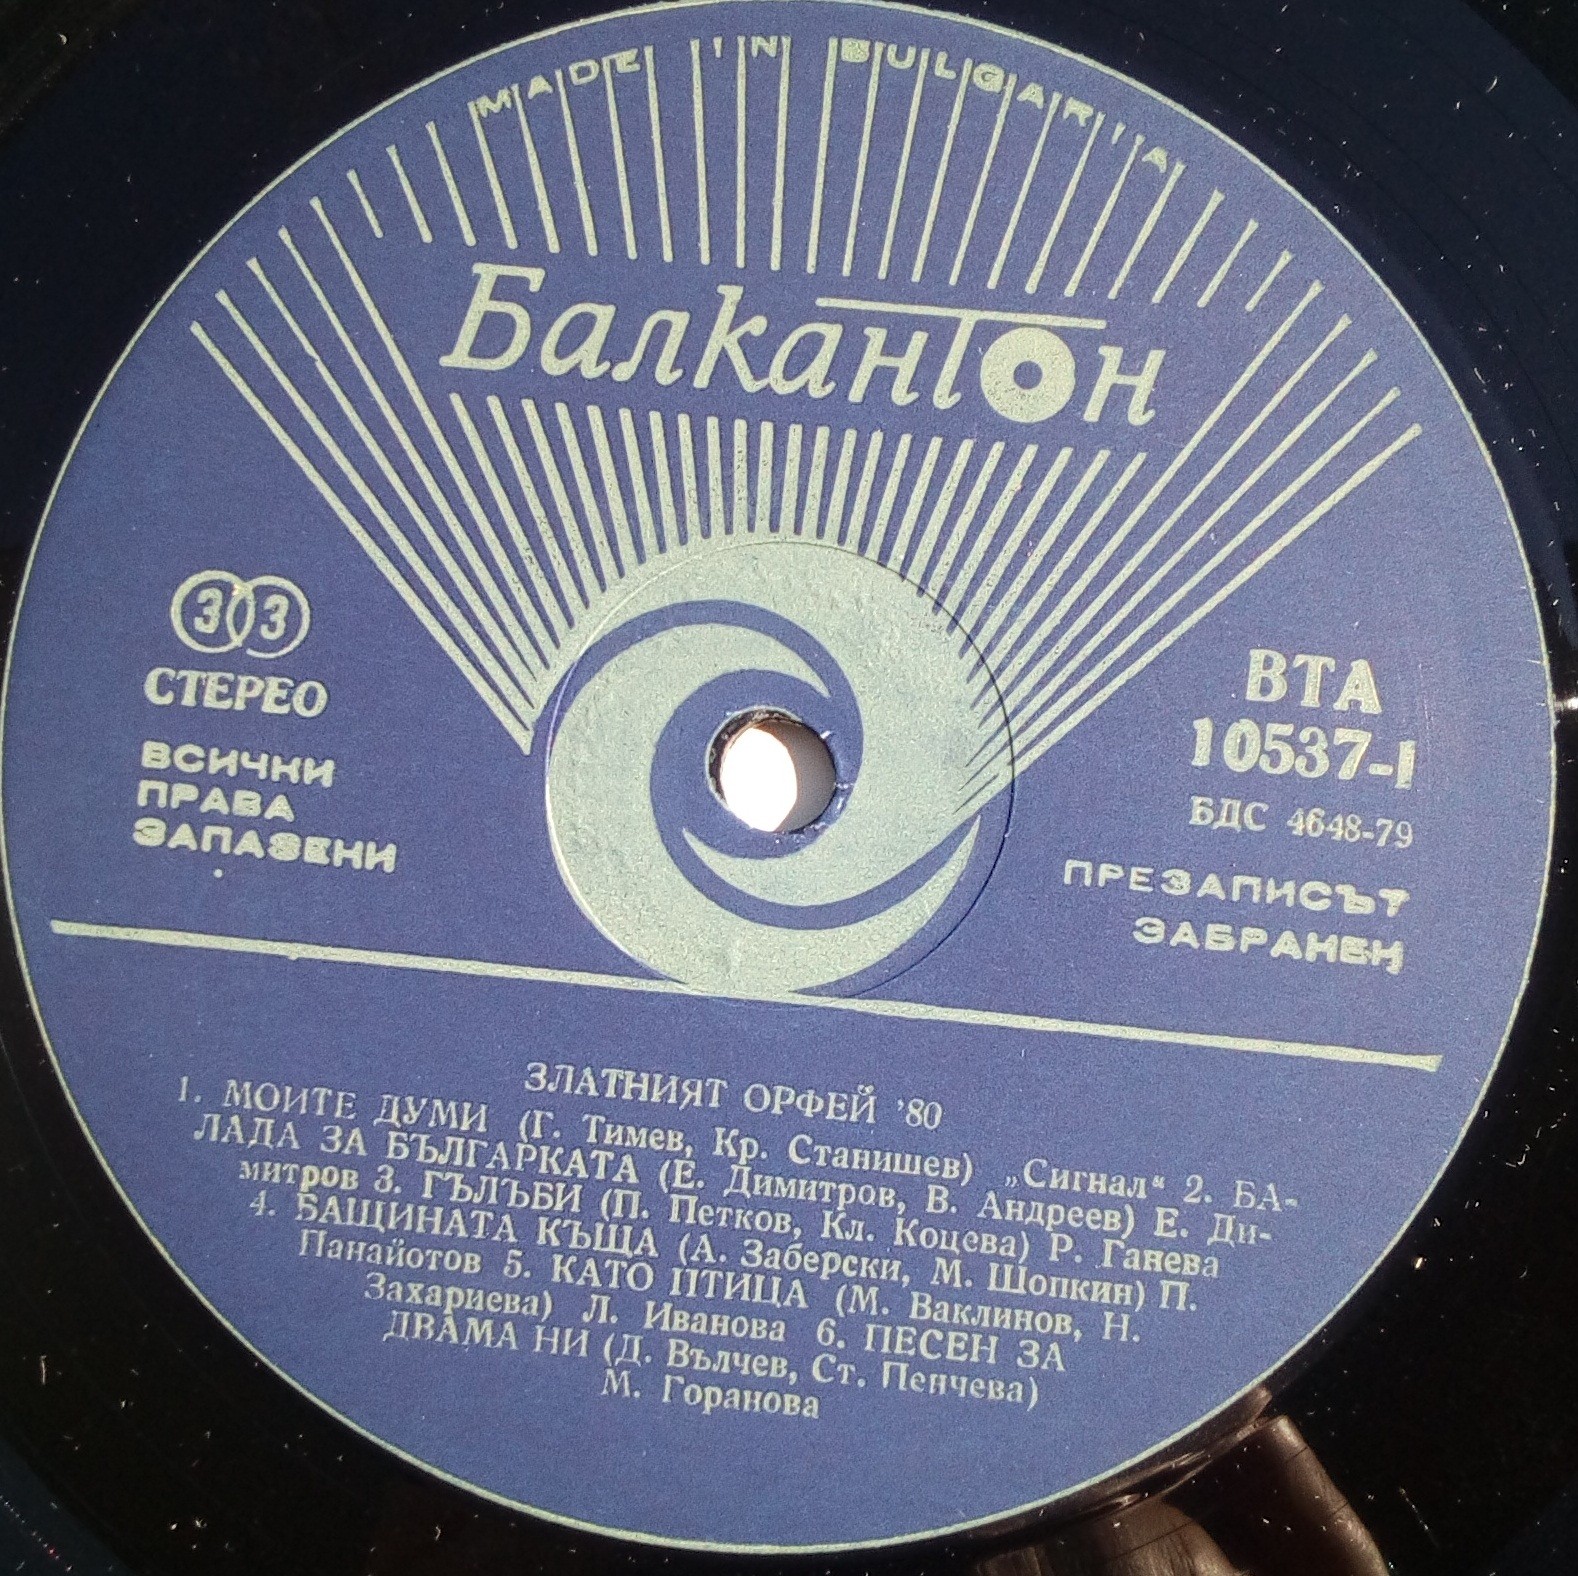 MADE IN BULGARIA
Балкантон
33
СТЕРЕО
ВСИЧКИ
ПРАВА
ЗАПАЗЕНИ
ВТА
10537-I
БДС 4648-79
ПРЕЗАПИСЪТ
ЗАБРАНЕН
ЗЛАТНИЯТ ОРФЕЙ '80
1. МОИТЕ ДУМИ (Г. Тимев, Кр. Станишев) „Сигнал“ 2. БА-
ЛАДА ЗА БЪЛГАРКАТА (Е. Димитров, В. Андреев) Е. Ди-
митров 3. ГЪЛЪБИ (П. Петков, Кл. Коцева) Р. Ганева
4. БАЩИНАТА КЪЩА (А. Заберски, М. Шопкин) П.
Панайотов 5. КАТО ПТИЦА (М. Ваклинов, Н.
Захариева) Л. Иванова 6. ПЕСЕН ЗА
ДВАМА НИ (Д. Вълчев, Ст. Пенчева)
М. Горанова